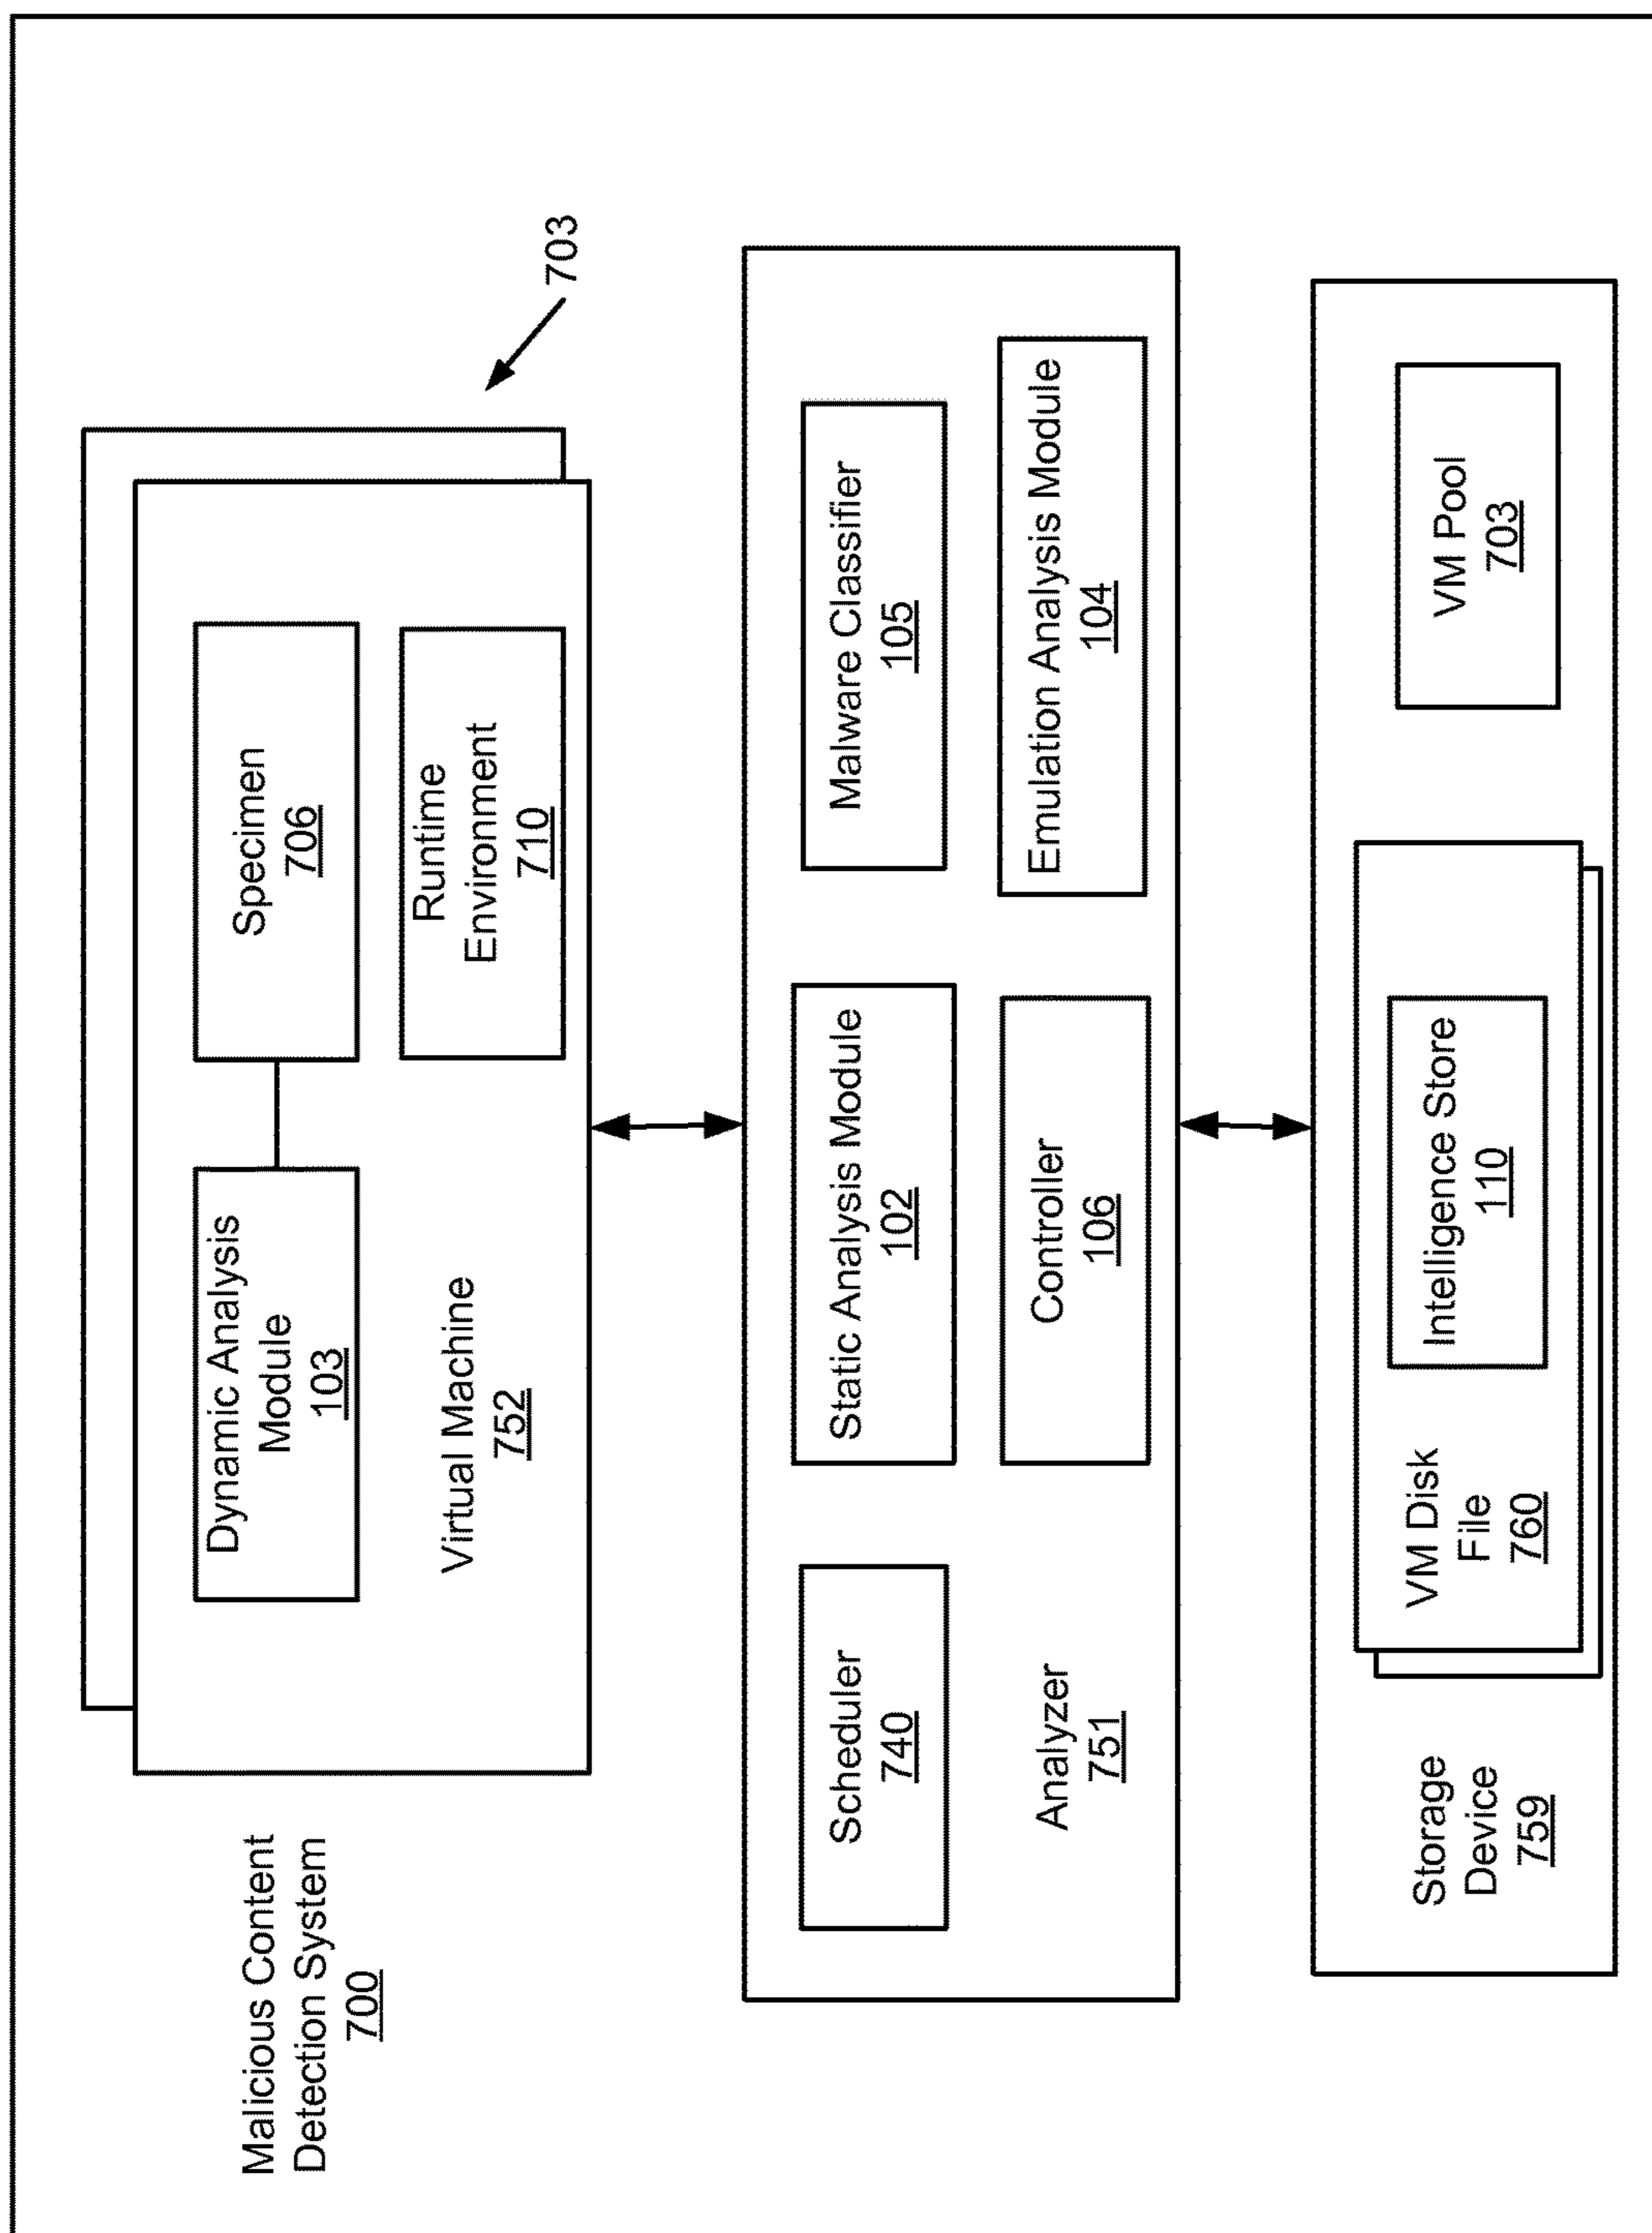 Malicious Content
Detection System
700
Dynamic Analysis
Module
103
Specimen
706
Virtual Machine
752
Runtime
Environment
710
703
Scheduler
740
Static Analysis Module
102
Malware Classifier
105
Analyzer
751
Controller
106
Emulation Analysis Module
104
Storage
Device
759
VM Disk
File
760
Intelligence Store
110
VM Pool
703